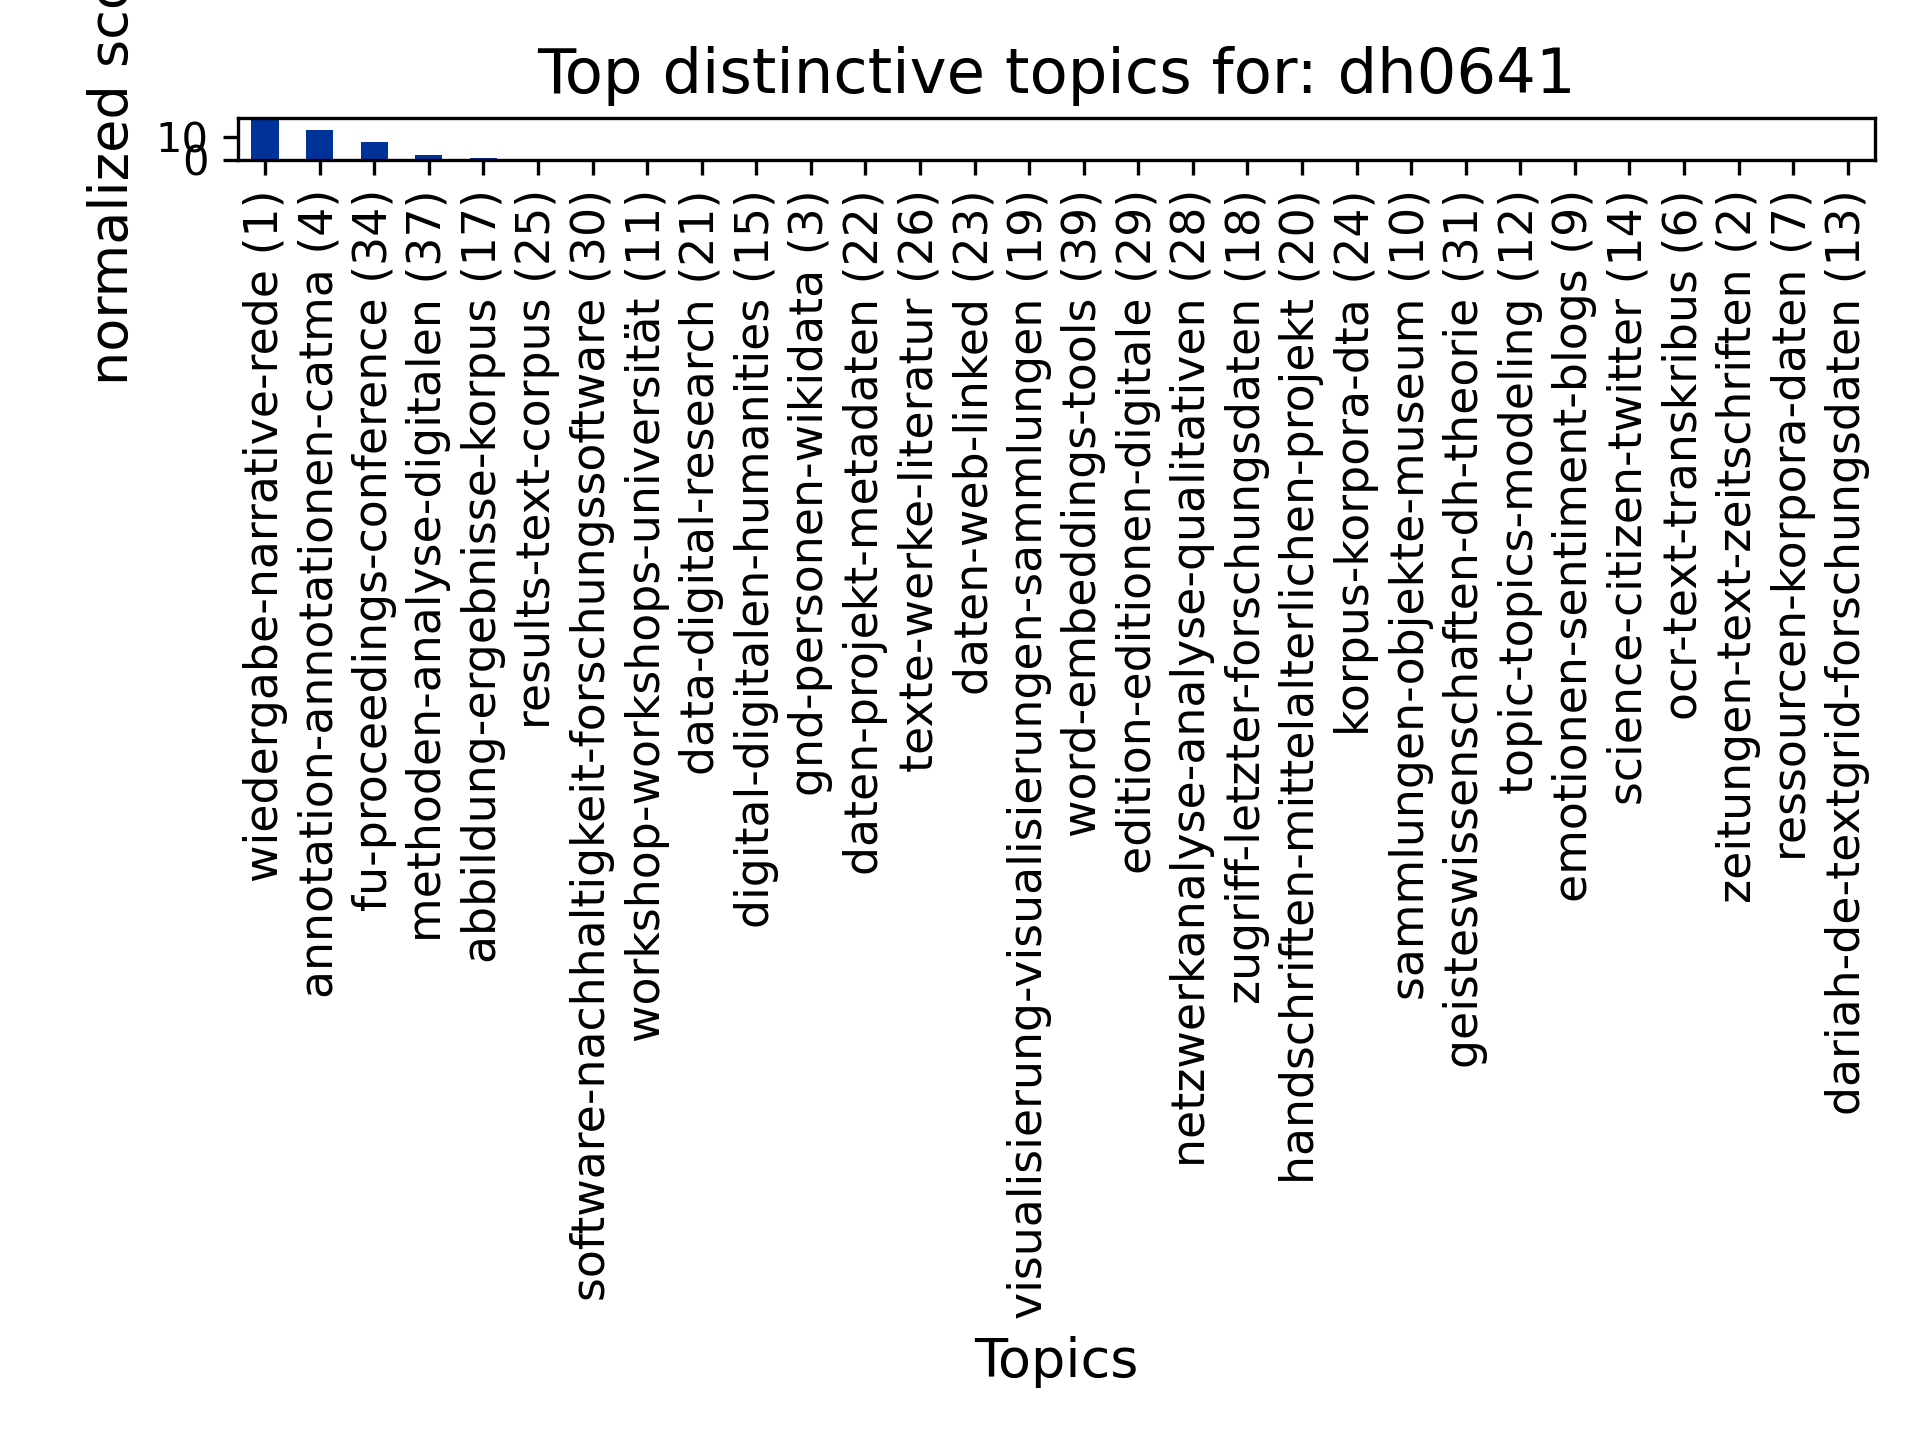 Top distinctive topics for: dh0641
normalized sco
10
0
wiedergabe-narrative-rede (1)
annotation-annotationen-catma (4)
fu-proceedings-conference (34)
methoden-analyse-digitalen (37)
abbildung-ergebnisse-korpus (17)
results-text-corpus (25)
software-nachhaltigkeit-forschungssoftware (30)
workshop-workshops-universität (11)
data-digital-research (21)
digital-digitalen-humanities (15)
gnd-personen-wikidata (3)
daten-projekt-metadaten (22)
texte-werke-literatur (26)
daten-web-linked (23)
visualisierung-visualisierungen-sammlungen (19)
word-embeddings-tools (39)
edition-editionen-digitale (29)
netzwerkanalyse-analyse-qualitativen (28)
zugriff-letzter-forschungsdaten (18)
handschriften-mittelalterlichen-projekt (20)
korpus-korpora-dta (24)
sammlungen-objekte-museum (10)
geisteswissenschaften-dh-theorie (31)
topic-topics-modeling (12)
emotionen-sentiment-blogs (9)
science-citizen-twitter (14)
ocr-text-transkribus (6)
zeitungen-text-zeitschriften (2)
ressourcen-korpora-daten (7)
dariah-de-textgrid-forschungsdaten (13)
Topics